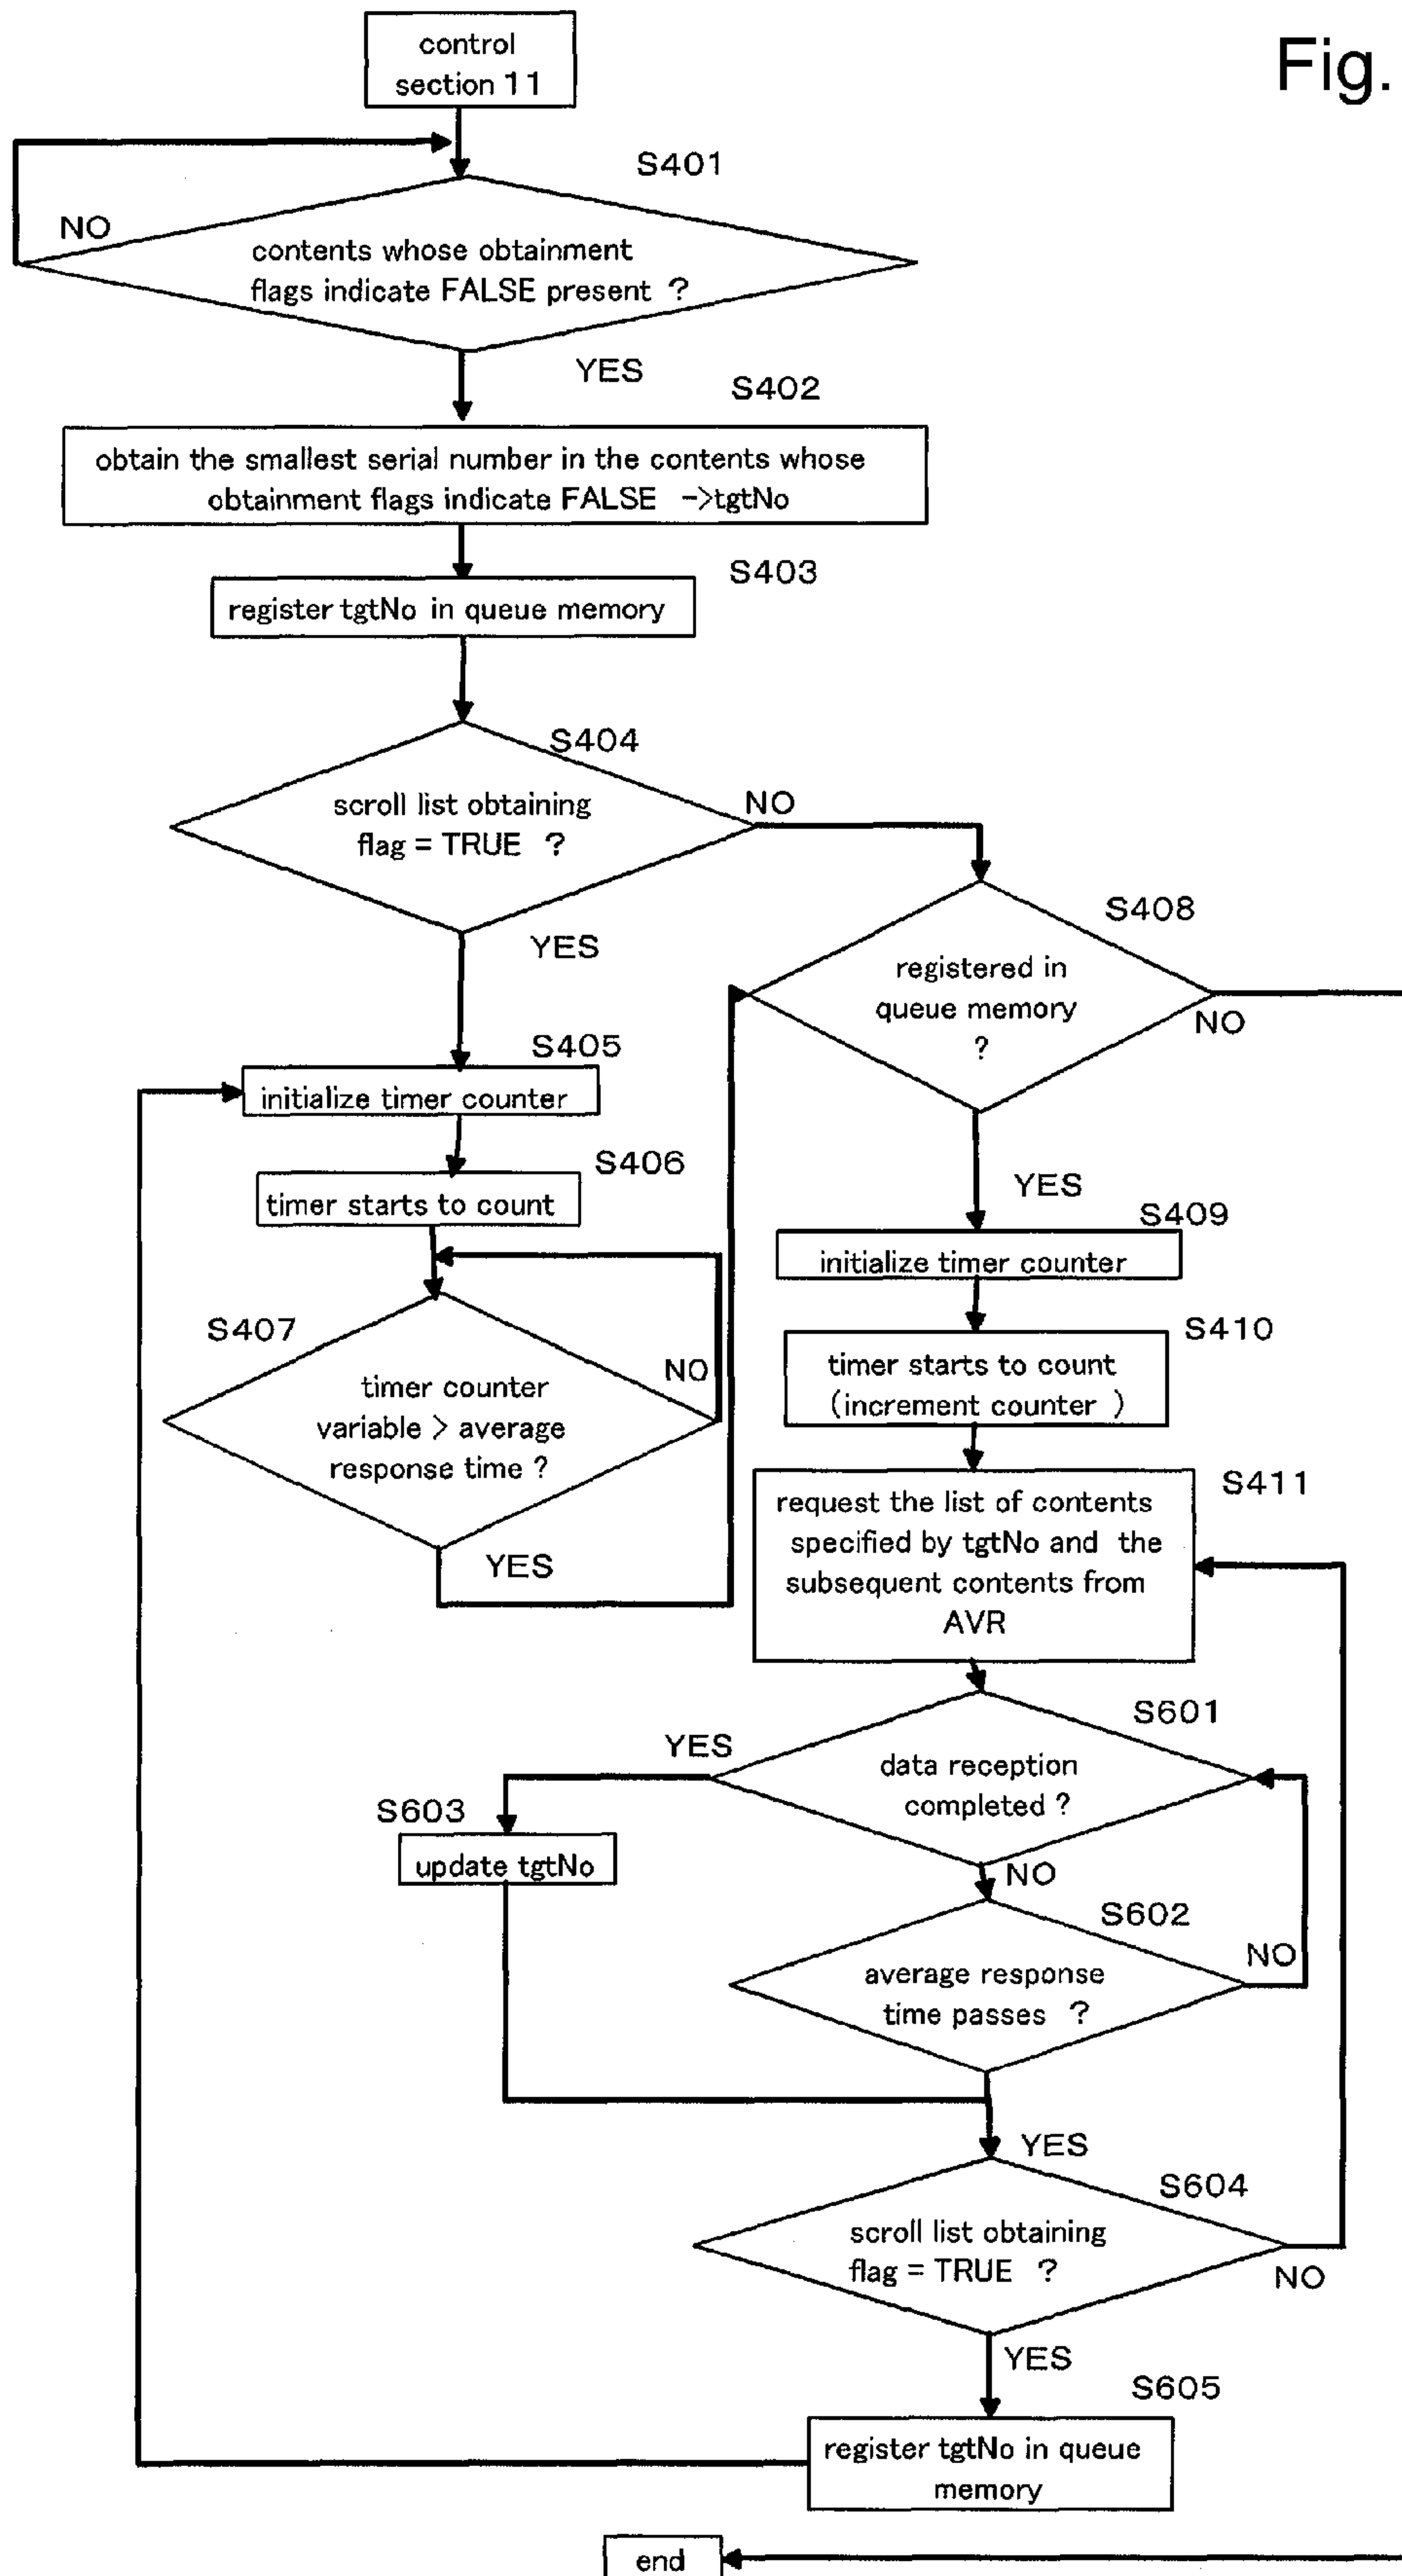 control
section 11
Fig.
S401
NO
contents whose obtainment
flags indicate FALSE present ?
YES
S402
obtain the smallest serial number in the contents whose
obtainment flags indicate FALSE ->tgtNo
S403
register tgtNo in queue memory
S404
scroll list obtaining
flag = TRUE ?
NO
YES
S408
registered in
queue memory
?
NO
S405
initialize timer counter
S406
timer starts to count
YES
S409
initialize timer counter
S407
timer counter
variable > average
response time ?
NO
YES
S410
timer starts to count
(increment counter )
S411
request the list of contents
specified by tgtNo and the
subsequent contents from
AVR
S601
YES
data reception
completed ?
S603
update tgtNo
NO
S602
average response
time passes ?
NO
YES
S604
scroll list obtaining
flag = TRUE ?
NO
YES
S605
register tgtNo in queue
memory
end